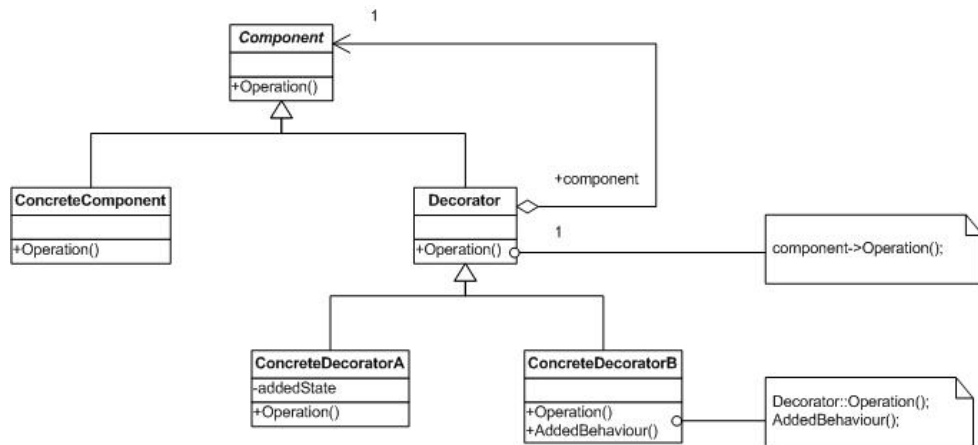 1
Component
+Operation()
+component
ConcreteComponent
+Operation()
Decorator
+Operation()
1
component->Operation();
ConcreteDecoratorA
-addedState
+Operation()
ConcreteDecoratorB
+Operation()
+AddedBehaviour()
Decorator::Operation();
AddedBehaviour();